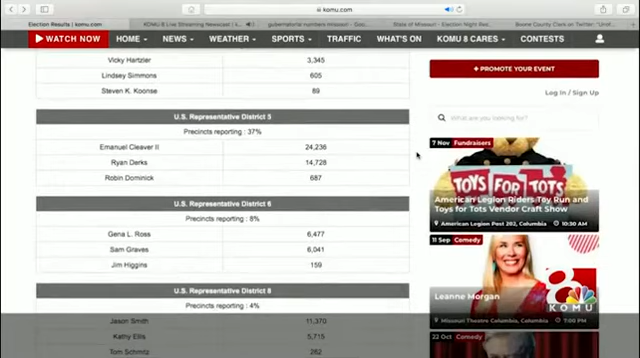 komu.com
Election Results | komu.com
KOMU 8 Live Streaming Newscast | 4...
gubernatorial numbers missouri - Goo...
State of Missouri - Election Night Rec...
Boone County Clerk on Twitter: "Unof...
WATCH NOW
HOME
NEWS
WEATHER
SPORTS
TRAFFIC
WHAT'S ON
KOMU 8 CARES
CONTESTS
Vicky Hartzler 3,345
Lindsey Simmons 605
Steven K. Koonse 89
U.S. Representative District 5
Precincts reporting : 37%
Emanuel Cleaver II 24,236
Ryan Derks 14,728
Robin Dominick 687
U.S. Representative District 6
Precincts reporting : 8%
Gena L. Ross 6,477
Sam Graves 6,041
Jim Higgins 159
U.S. Representative District 8
Precincts reporting : 4%
Jason Smith 11,370
Kathy Ellis 5,715
Tom Schmitz 282
+ PROMOTE YOUR EVENT
Log In / Sign Up
What are you looking for?
7 Nov Fundraisers
TOYS FOR TOTS
American Legion Riders Toy Run and
Toys for Tots Vendor Craft Show
American Legion Post 202, Columbia 10:30 AM
11 Sep Comedy
Leanne Morgan
Missouri Theatre Columbia, Columbia 7:00 PM
8
KOMU
22 Oct Comedy